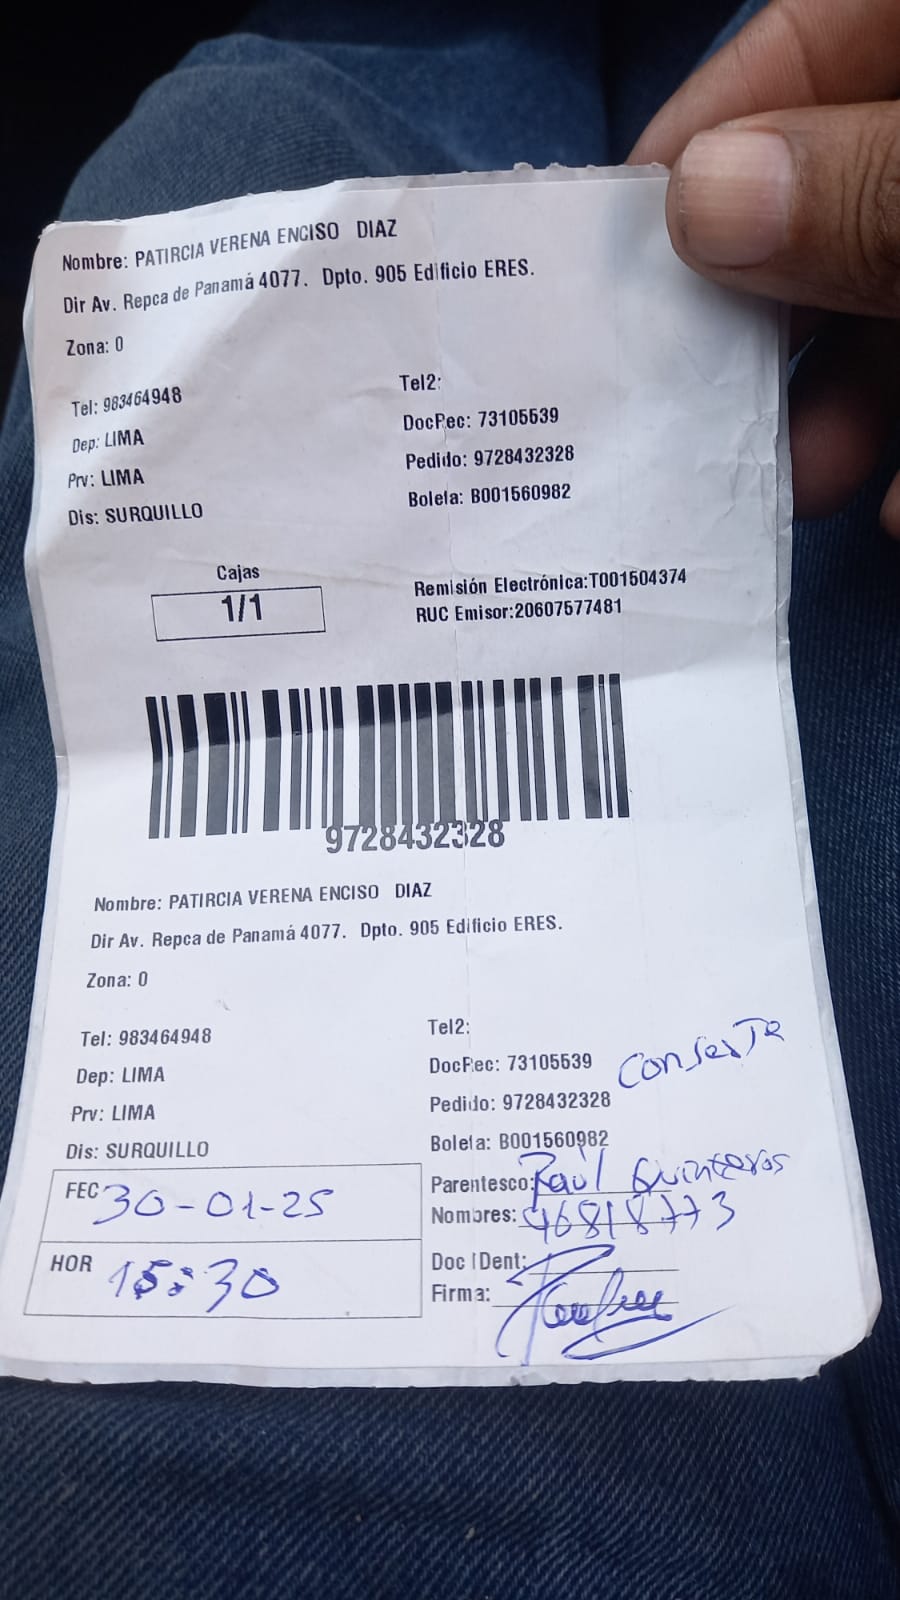 Nombre: PATIRCIA VERENA ENCISO DIAZ
Dir Av. Repca de Panamá 4077. Dpto. 905 Edificio ERES.
Zona: 0
Tel: 983464948 Tel2:
DocRec: 73105539
Dep: LIMA
Pedido: 9728432328
Prv: LIMA
Boleta: B001560982
Dis: SURQUILLO
Cajas
1/1
Remisión Electrónica:T001504374
RUC Emisor:20607577481
9728432328
Nombre: PATIRCIA VERENA ENCISO DIAZ
Dir Av. Repca de Panamá 4077. Dpto. 905 Edificio ERES.
Zona: 0
Tel: 983464948 Tel2:
Dep: LIMA DocRec: 73105539 ConserTe
Prv: LIMA Pedido: 9728432328
Dis: SURQUILLO Boleta: B001560982
FEC 30-01-25
Parentesco: Raúl Quinteros
Nombres: 46818773
HOR 15:30
Doc IDent:
Firma: